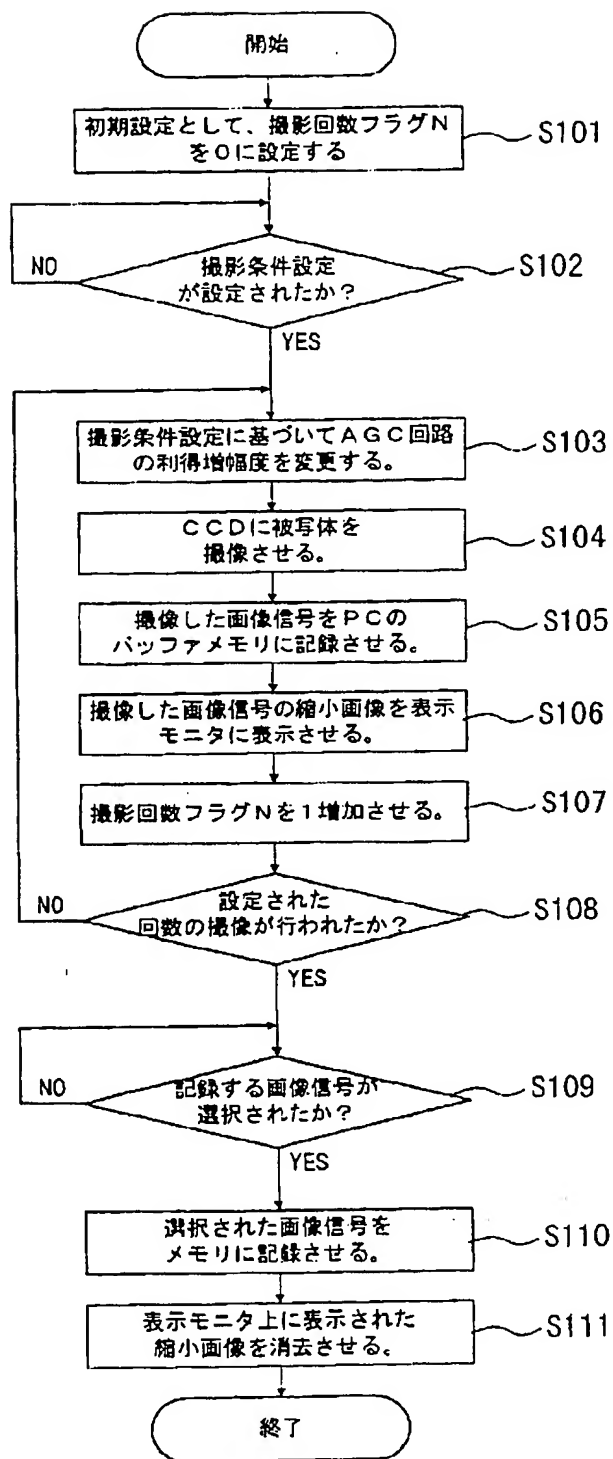 開始
初期設定として、撮影回数フラグN
を0に設定する
S101
撮影条件設定
が設定されたか?
S102
NO
YES
撮影条件設定に基づいてAGC回路
の利得増幅度を変更する。
S103
CCDに被写体を
撮像させる。
S104
撮像した画像信号をPCの
バッファメモリに記録させる。
S105
撮像した画像信号の縮小画像を表示
モニタに表示させる。
S106
撮影回数フラグNを1増加させる。
S107
設定された
回数の撮像が行われたか?
S108
NO
YES
記録する画像信号が
選択されたか?
S109
NO
YES
選択された画像信号を
メモリに記録させる。
S110
表示モニタ上に表示された
縮小画像を消去させる。
S111
終了